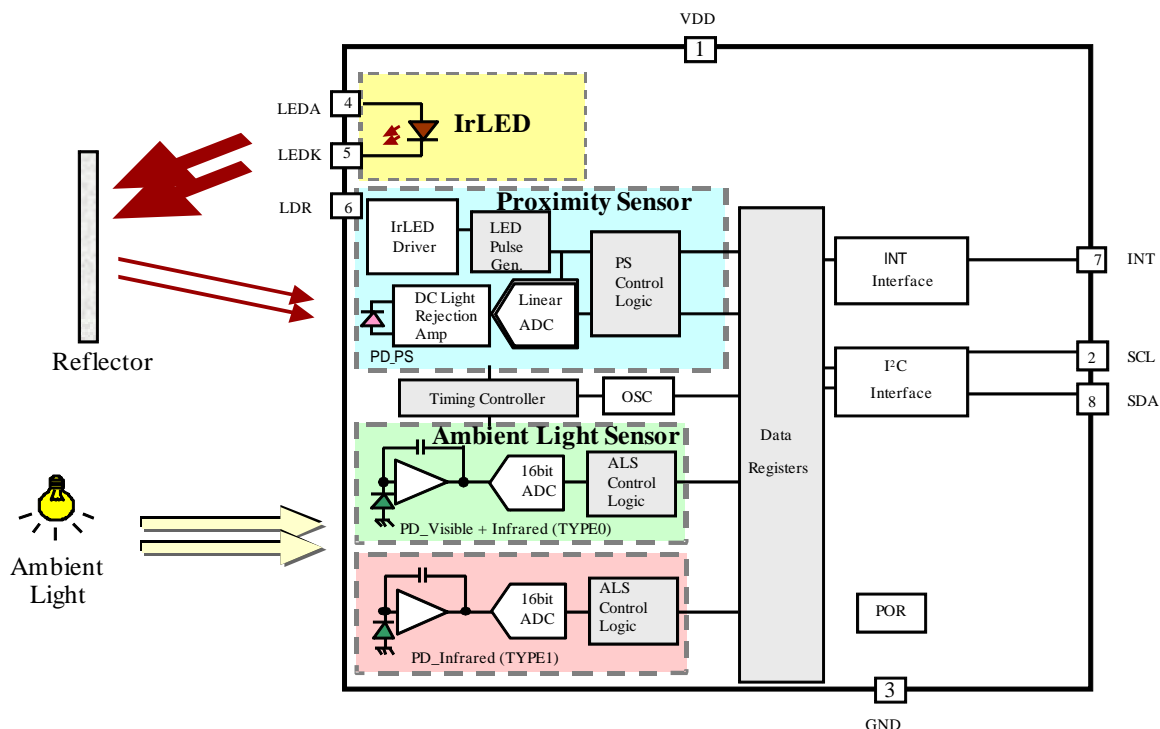 VDD
1
LEDA
4
IrLED
LEDK
5
LDR
6
Proximity Sensor
IrLED
Driver
LED
Pulse
Gen.
PS
Control
Logic
DC Light
Rejection
Amp
Linear
ADC
PD_PS
Reflector
INT
Interface
7
INT
I²C
Interface
2
SCL
8
SDA
Timing Controller
OSC
Data
Registers
Ambient Light Sensor
16bit
ADC
ALS
Control
Logic
PD_Visible + Infrared (TYPE0)
Ambient
Light
16bit
ADC
ALS
Control
Logic
PD_Infrared (TYPE1)
POR
3
GND